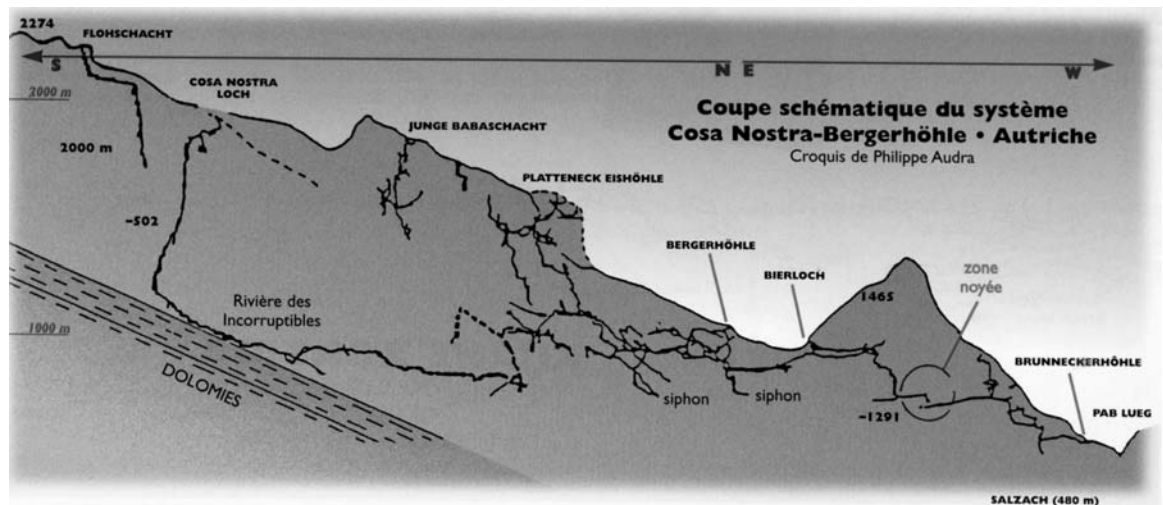 2274
FLOHSCHACHT
S
N E
W
COSA NOSTRA
LOCH
2000 m
2000 m
Coupe schématique du système
Cosa Nostra-Bergerhöhle • Autriche
Croquis de Philippe Audra
JUNGE BABASCHACHT
PLATTENECK EISHÖHLE
-502
BERGERHÖHLE
BIERLOCH
zone
noyée
1465
Rivière des
Incorruptibles
1000 m
DOLOMIES
siphon
siphon
-1291
BRUNNECKERHÖHLE
PAB LUEG
SALZACH (480 m)